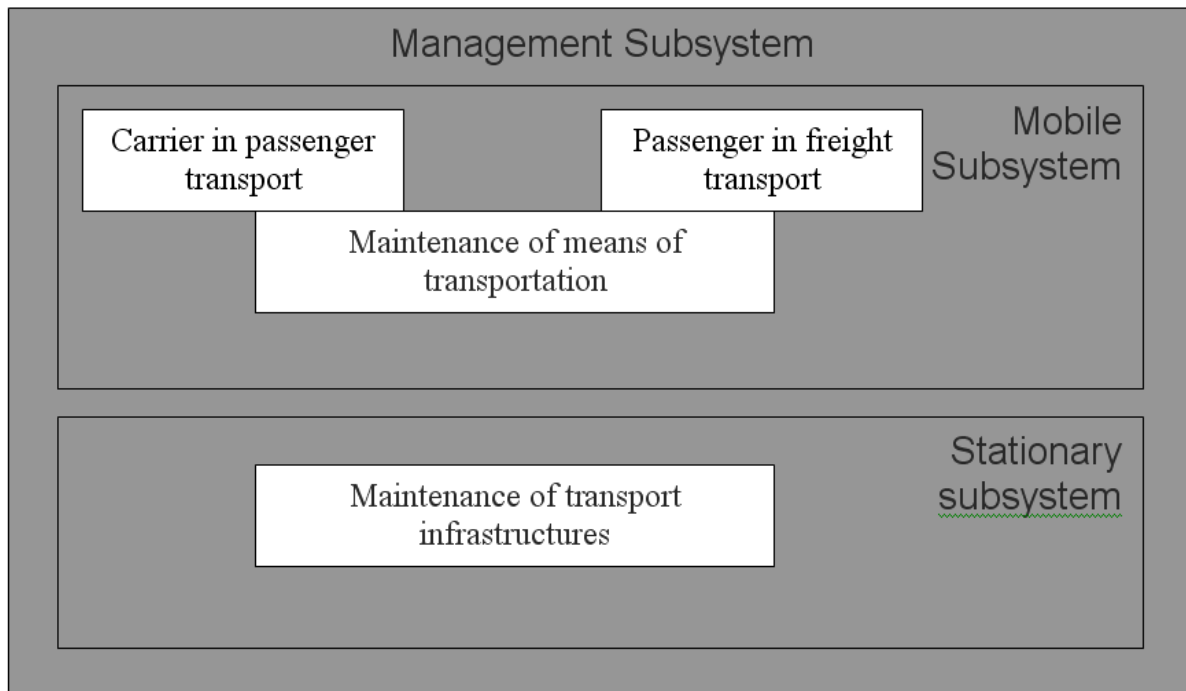 Management Subsystem
Mobile
Subsystem
Carrier in passenger
transport
Passenger in freight
transport
Maintenance of means of
transportation
Stationary
subsystem
Maintenance of transport
infrastructures